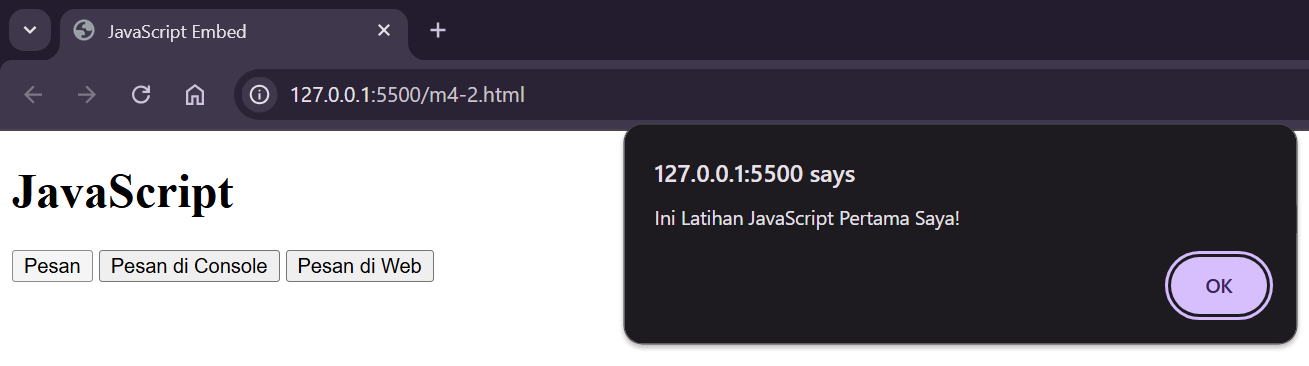 JavaScript Embed
127.0.0.1:5500/m4-2.html
JavaScript
Pesan Pesan di Console Pesan di Web
127.0.0.1:5500 says
Ini Latihan JavaScript Pertama Saya!
OK